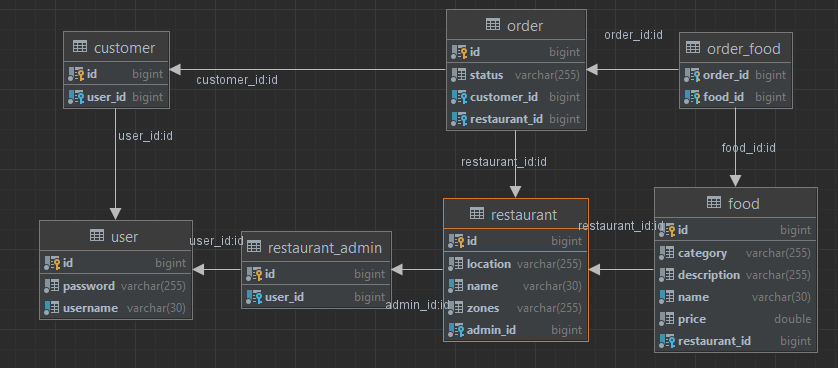 customer
id bigint
user_id bigint
order
id bigint
status varchar(255)
customer_id bigint
restaurant_id bigint
order_food
order_id bigint
food_id bigint
order_id:id
customer_id:id
user_id:id
restaurant_id:id
food_id:id
user
id bigint
password varchar(255)
username varchar(30)
user_id:id
restaurant_admin
id bigint
user_id bigint
admin_id:id
restaurant
id bigint
location varchar(255)
name varchar(30)
zones varchar(255)
admin_id bigint
restaurant_id:id
food
id bigint
category varchar(255)
description varchar(255)
name varchar(30)
price double
restaurant_id bigint